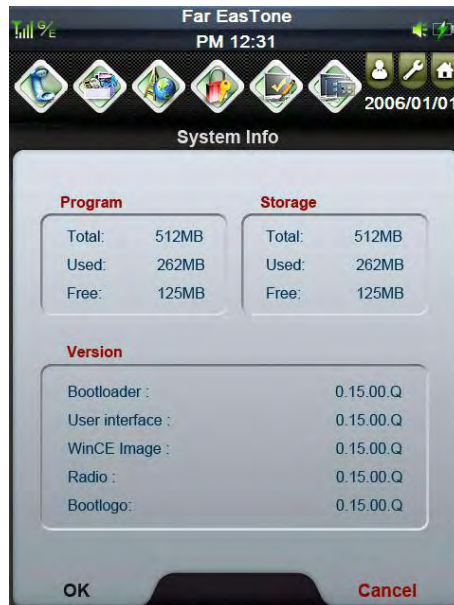 Far EasTone
G/E
PM 12:31
2006/01/01
System Info
Program Storage
Total: 512MB Total: 512MB
Used: 262MB Used: 262MB
Free: 125MB Free: 125MB
Version
Bootloader : 0.15.00.Q
User interface : 0.15.00.Q
WinCE Image : 0.15.00.Q
Radio : 0.15.00.Q
Bootlogo: 0.15.00.Q
OK Cancel